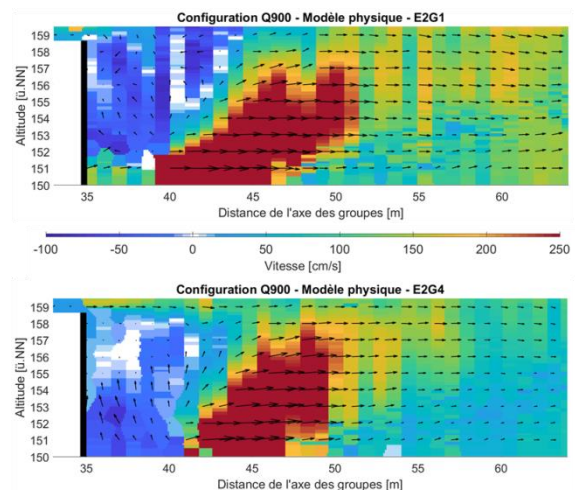 Configuration Q900 - Modèle physique - E2G1
159
158
157
156
155
154
153
152
151
150
Altitude [ü.NN]
35 40 45 50 55 60
Distance de l'axe des groupes [m]
-100 -50 0 50 100 150 200 250
Vitesse [cm/s]
Configuration Q900 - Modèle physique - E2G4
159
158
157
156
155
154
153
152
151
150
Altitude [ü.NN]
35 40 45 50 55 60
Distance de l'axe des groupes [m]